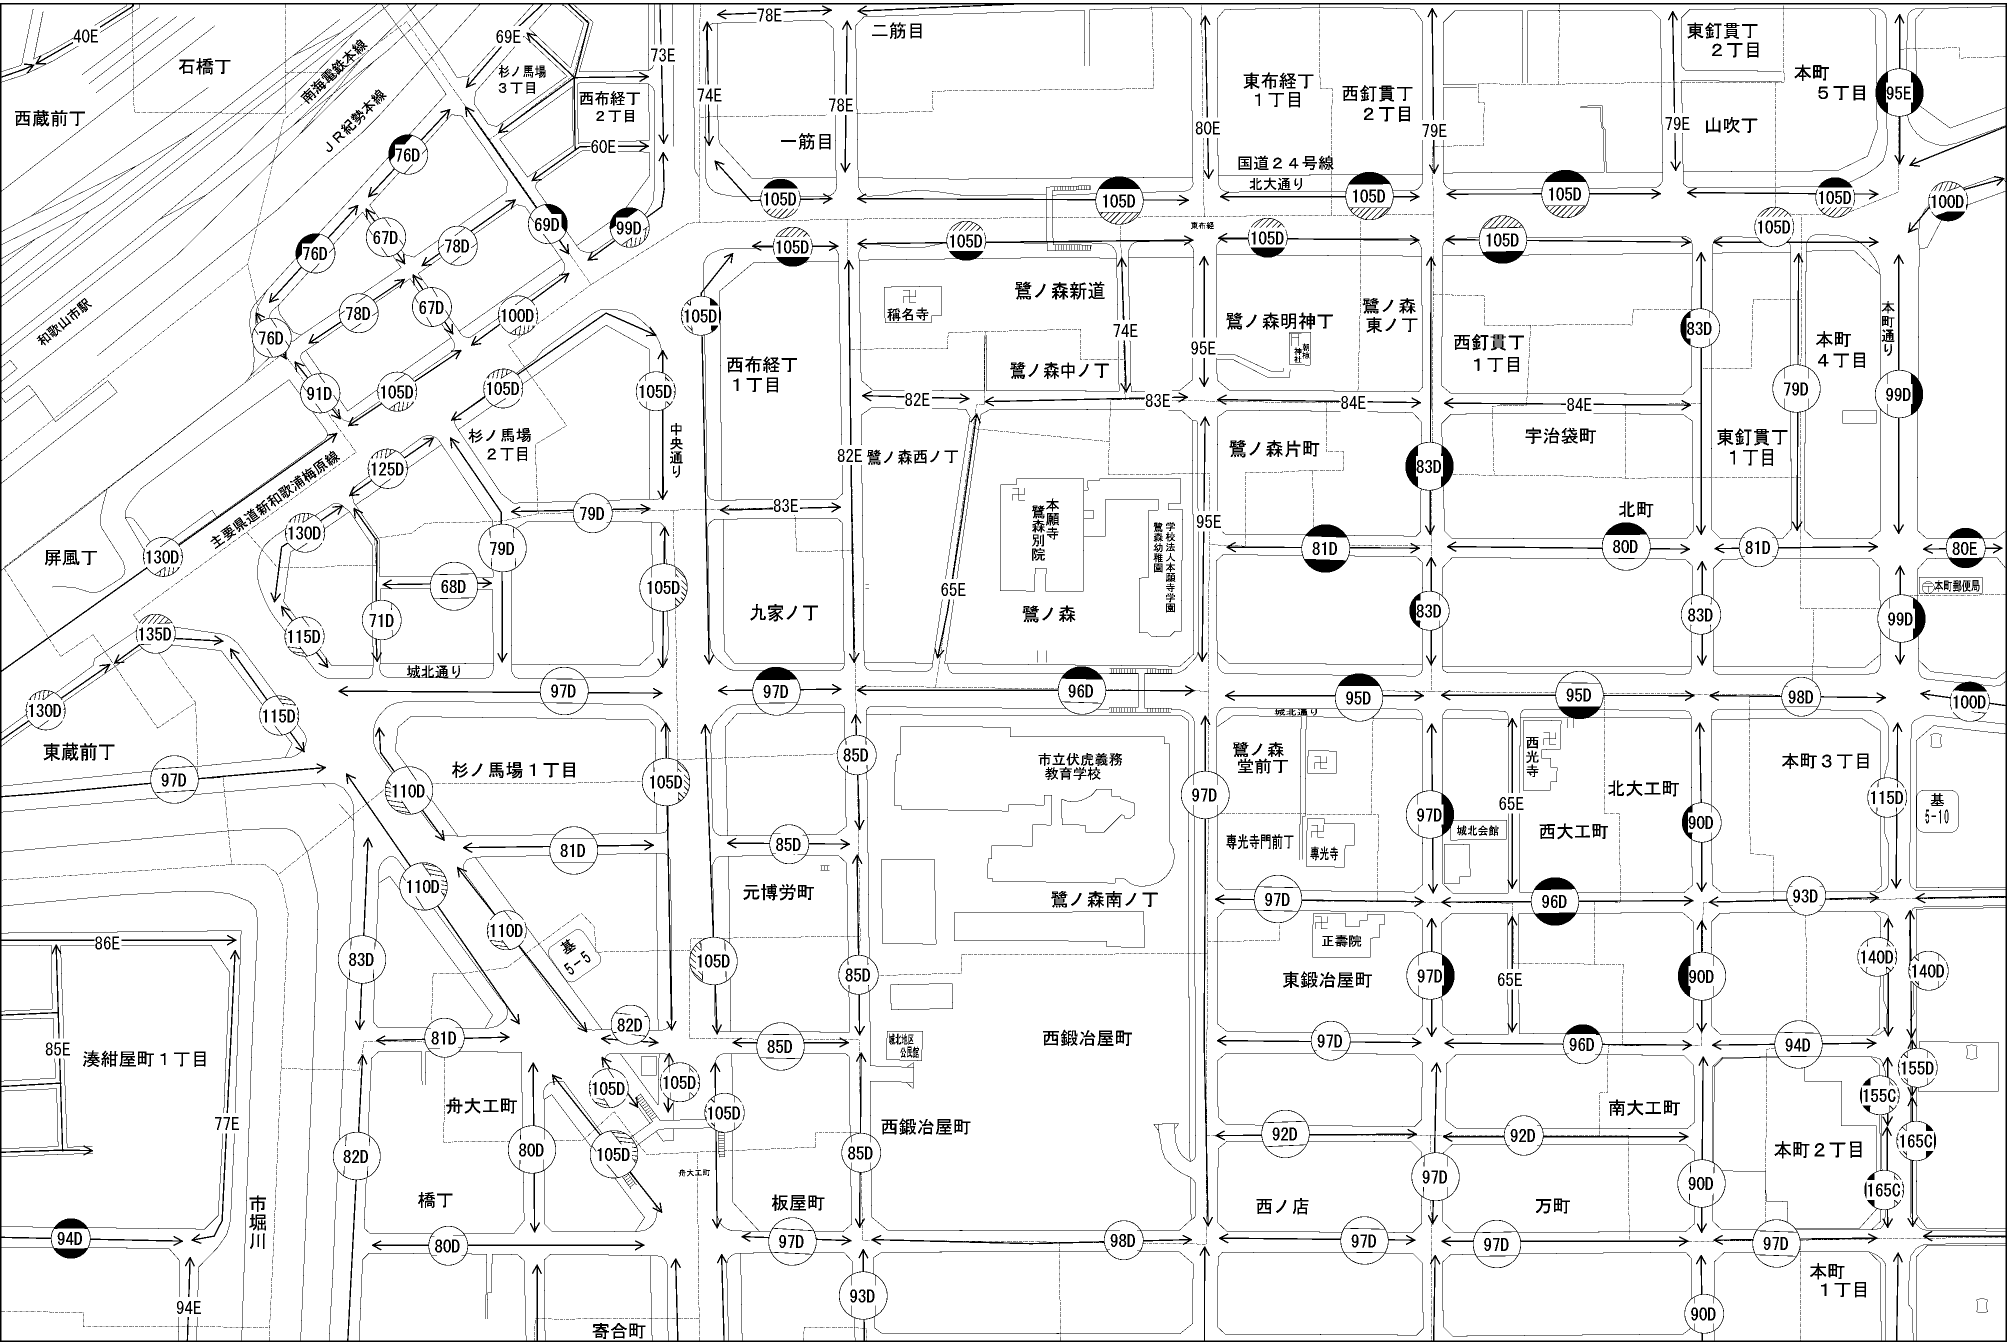 40E
石橋丁
南海電鉄本線
69E
杉ノ馬場
3丁目
73E
78E
二筋目
東釘貫丁
2丁目
本町
5丁目
95E
西蔵前丁
JR紀勢本線
西布経丁
2丁目
74E
78E
一筋目
80E
東布経丁
1丁目
西釘貫丁
2丁目
79E
79E
山吹丁
76D
60E
国道24号線
北大通り
105D
105D
105D
105D
105D
100D
76D
67D
78D
69D
99D
東布経
105D
105D
105D
105D
105D
和歌山市駅
78D
67D
100D
76D
105D
稱名寺
鷺ノ森新道
74E
95E
鷺ノ森明神丁
朝椋
神社
鷺ノ森
東ノ丁
西釘貫丁
1丁目
83D
本町
4丁目
本町通り
91D
105D
105D
105D
西布経丁
1丁目
鷺ノ森中ノ丁
82E
83E
84E
84E
79D
99D
杉ノ馬場
2丁目
中央通り
82E
鷺ノ森西ノ丁
鷺ノ森片町
83D
宇治袋町
東釘貫丁
1丁目
125D
主要県道新和歌浦梅原線
79D
83E
本願寺
鷺森別院
学校法人本願寺学園
鷺森幼稚園
95E
北町
130D
130D
屏風丁
79D
81D
80D
81D
80E
68D
105D
65E
本町郵便局
71D
115D
九家ノ丁
鷺ノ森
83D
83D
99D
135D
城北通り
130D
115D
97D
97D
96D
95D
95D
98D
100D
城北通り
東蔵前丁
97D
杉ノ馬場1丁目
110D
105D
85D
市立伏虎義務
教育学校
97D
鷺ノ森
堂前丁
西光寺
北大工町
本町3丁目
115D
基
5-10
97D
城北会館
65E
西大工町
90D
81D
85D
専光寺門前丁
専光寺
110D
元博労町
鷺ノ森南ノ丁
97D
96D
93D
86E
83D
110D
基
5-5
105D
85D
正壽院
東鍛冶屋町
97D
65E
90D
140D
140D
85E
湊紺屋町1丁目
81D
82D
85D
城北地区
公民館
西鍛冶屋町
97D
96D
94D
105D
105D
105D
155D
155C
舟大工町
77E
82D
80D
105D
西鍛冶屋町
85D
92D
92D
南大工町
本町2丁目
165C
舟大工町
97D
90D
165C
市堀川
橋丁
板屋町
西ノ店
万町
94D
80D
97D
98D
97D
97D
97D
94E
寄合町
93D
90D
本町
1丁目